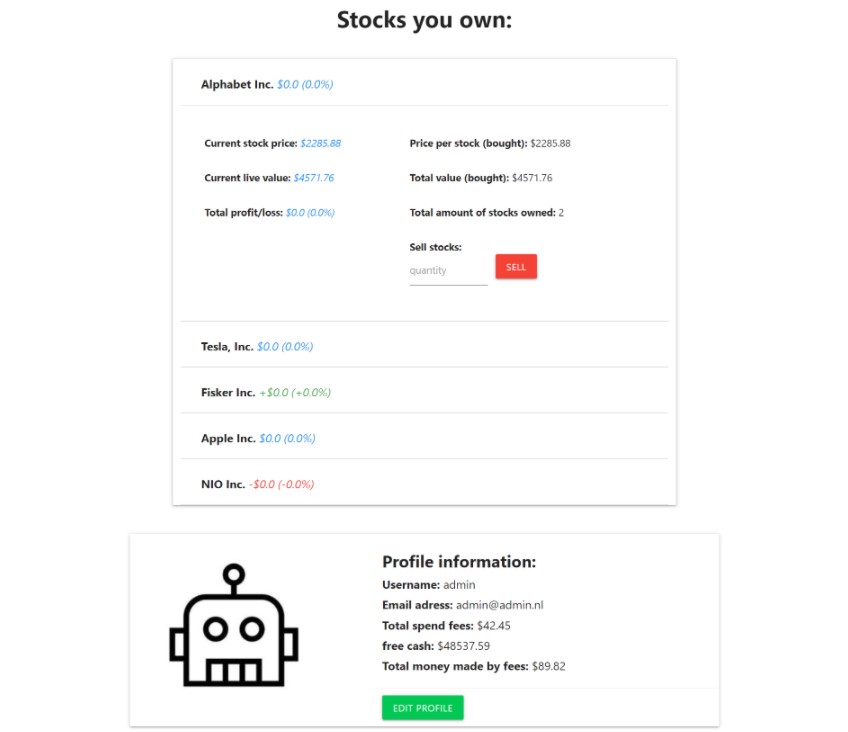 Stocks you own:
Alphabet Inc. $0.0 (0.0%)
Current stock price: $2285.88
Price per stock (bought): $2285.88
Current live value: $4571.76
Total value (bought): $4571.76
Total profit/loss: $0.0 (0.0%)
Total amount of stocks owned: 2
Sell stocks:
quantity
SELL
Tesla, Inc. $0.0 (0.0%)
Fisker Inc. +$0.0 (+0.0%)
Apple Inc. $0.0 (0.0%)
NIO Inc. -$0.0 (-0.0%)
Profile information:
Username: admin
Email adress: admin@admin.nl
Total spend fees: $42.45
free cash: $48537.59
Total money made by fees: $89.82
EDIT PROFILE